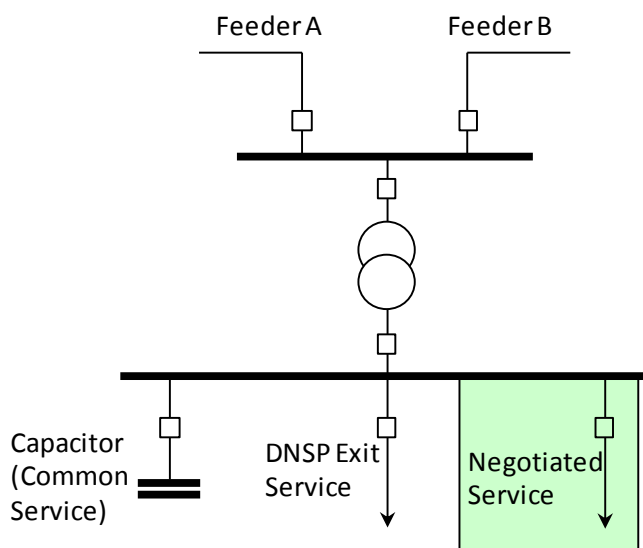 Feeder A
Feeder B
Capacitor
(Common
Service)
DNSP Exit
Service
Negotiated
Service